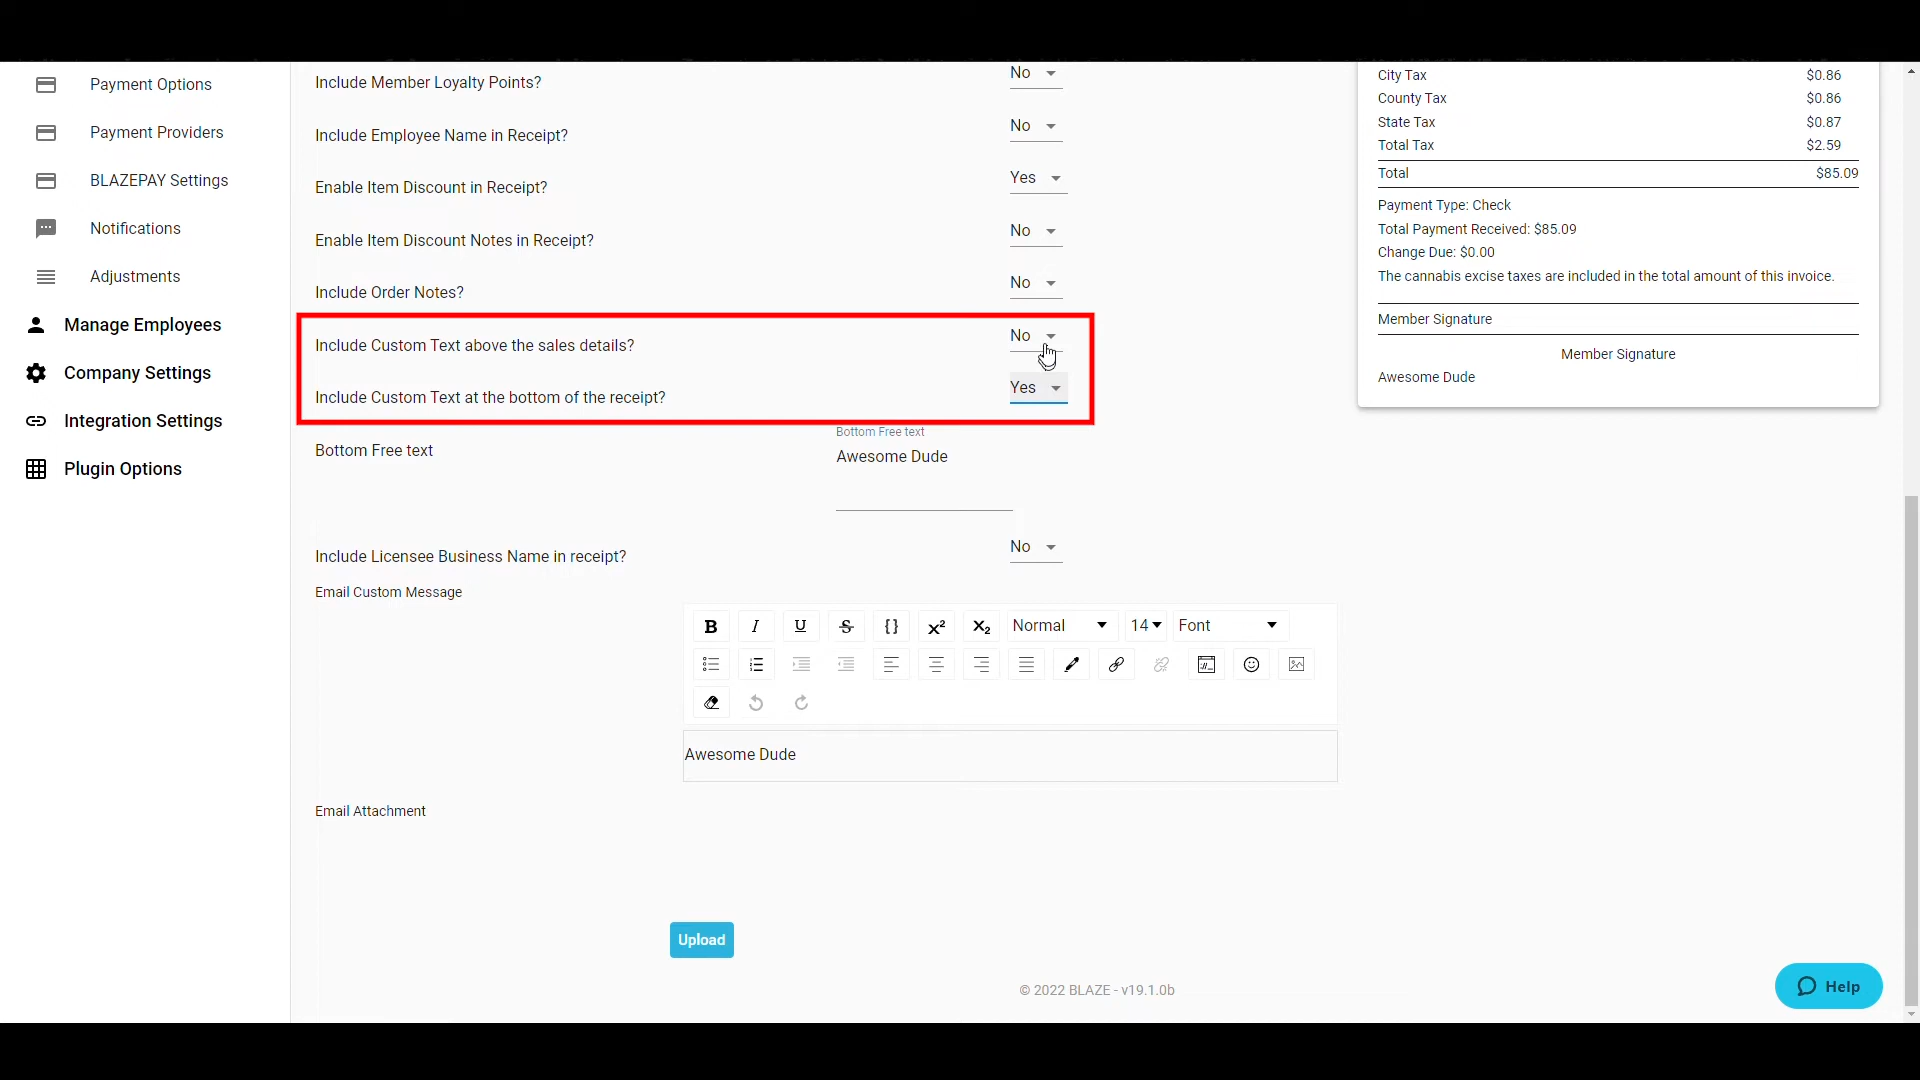 Payment Options
Payment Providers
BLAZEPAY Settings
Notifications
Adjustments
Manage Employees
Company Settings
Integration Settings
Plugin Options
Include Member Loyalty Points? No
Include Employee Name in Receipt? No
Enable Item Discount in Receipt? Yes
Enable Item Discount Notes in Receipt? No
Include Order Notes? No
Include Custom Text above the sales details? No
Include Custom Text at the bottom of the receipt? Yes
Bottom Free text
Bottom Free text
Awesome Dude
Include Licensee Business Name in receipt? No
Email Custom Message
B I U S {} X² X₂ Normal 14 Font
Awesome Dude
Email Attachment
Upload
© 2022 BLAZE - v19.1.0b
City Tax $0.86
County Tax $0.86
State Tax $0.87
Total Tax $2.59
Total $85.09
Payment Type: Check
Total Payment Received: $85.09
Change Due: $0.00
The cannabis excise taxes are included in the total amount of this invoice.
Member Signature
Member Signature
Awesome Dude
Help